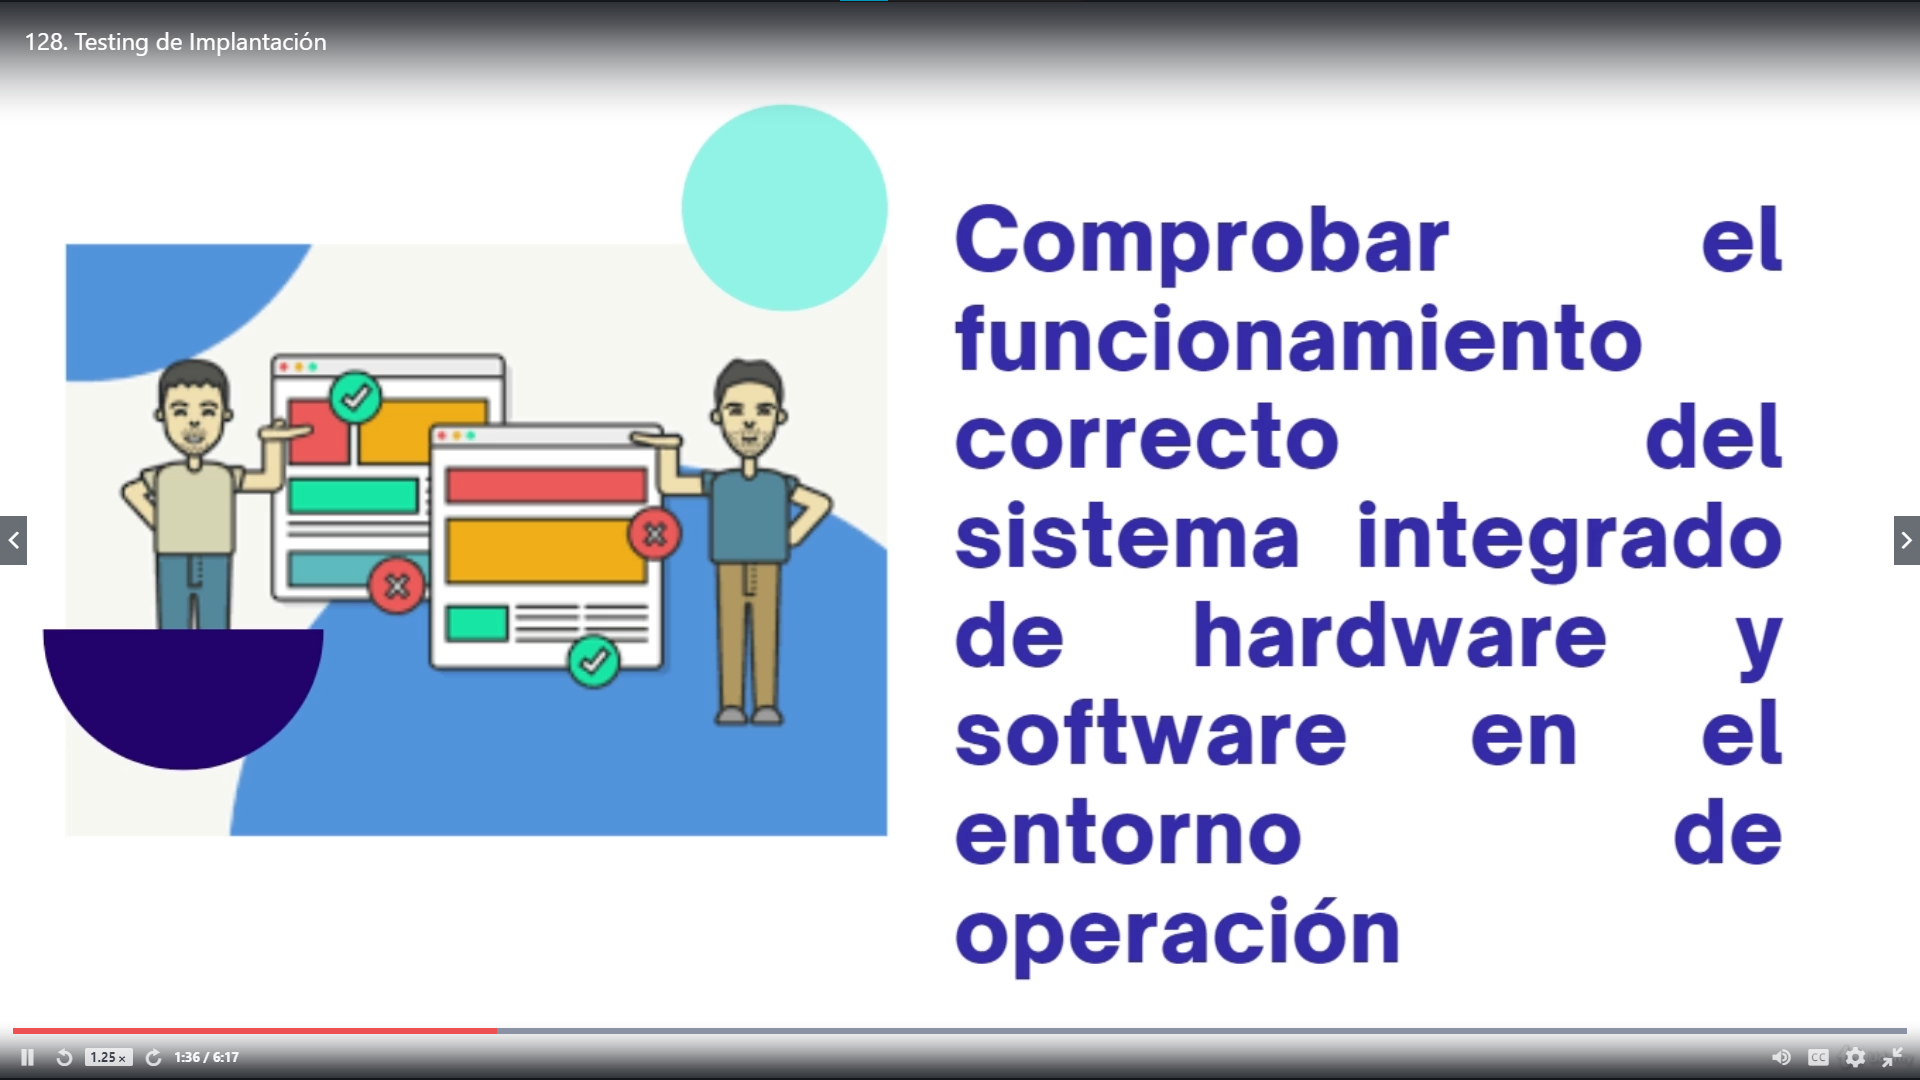 128. Testing de Implantación
Comprobar el
funcionamiento
correcto del
sistema integrado
de hardware y
software en el
entorno de
operación
1.25 x
1:36 / 6:17
CC